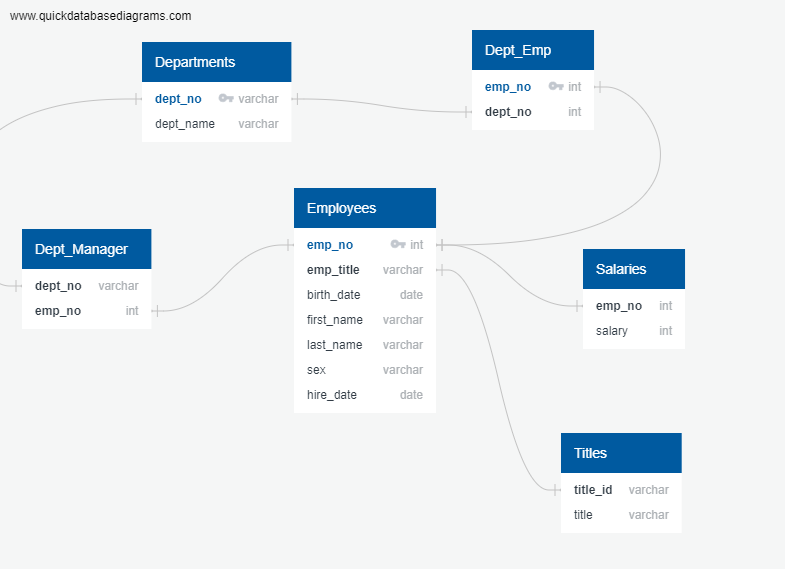 www.quickdatabasediagrams.com
Departments
dept_no varchar
dept_name varchar
Dept_Emp
emp_no int
dept_no int
Dept_Manager
dept_no varchar
emp_no int
Employees
emp_no int
emp_title varchar
birth_date date
first_name varchar
last_name varchar
sex varchar
hire_date date
Salaries
emp_no int
salary int
Titles
title_id varchar
title varchar